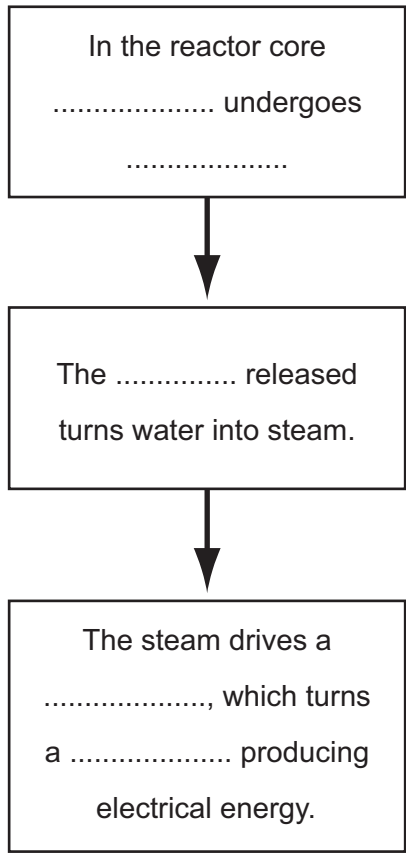 In the reactor core
.................... undergoes
....................
The ............... released
turns water into steam.
The steam drives a
...................., which turns
a .................... producing
electrical energy.